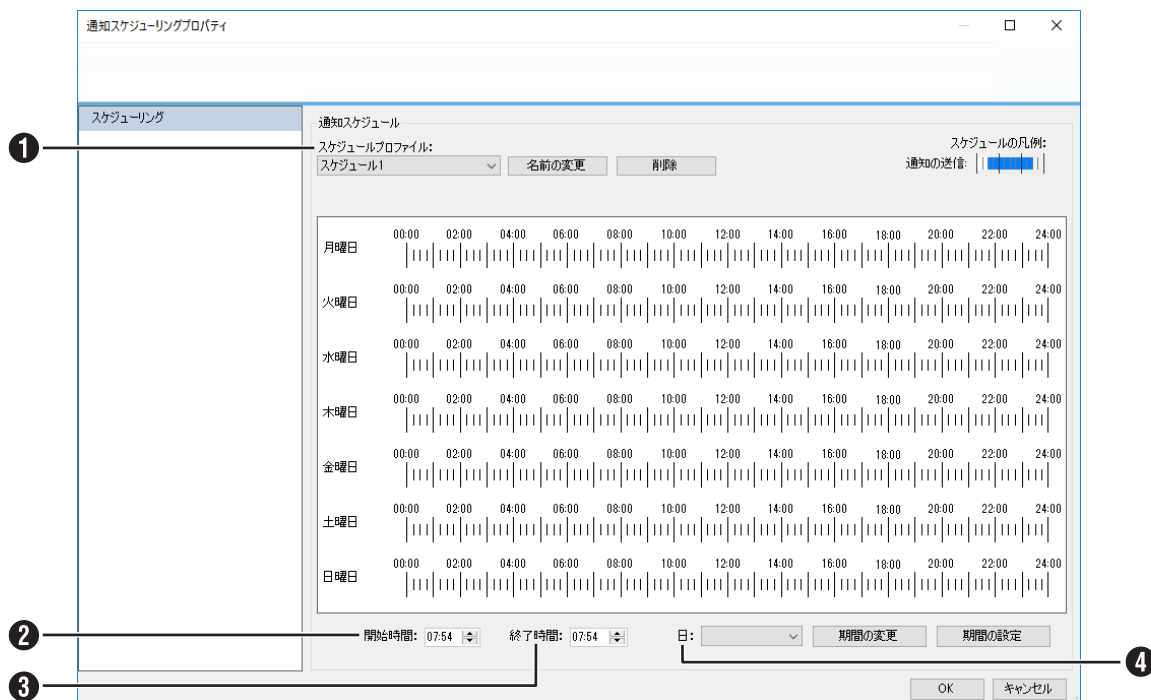 通知スケジューリングプロパティ
スケジューリング
通知スケジュール
❶
スケジュールプロファイル:
スケジュールの凡例:
スケジュール1
名前の変更
削除
通知の送信:
00:00 02:00 04:00 06:00 08:00 10:00 12:00 14:00 16:00 18:00 20:00 22:00 24:00
月曜日
00:00 02:00 04:00 06:00 08:00 10:00 12:00 14:00 16:00 18:00 20:00 22:00 24:00
火曜日
00:00 02:00 04:00 06:00 08:00 10:00 12:00 14:00 16:00 18:00 20:00 22:00 24:00
水曜日
00:00 02:00 04:00 06:00 08:00 10:00 12:00 14:00 16:00 18:00 20:00 22:00 24:00
木曜日
00:00 02:00 04:00 06:00 08:00 10:00 12:00 14:00 16:00 18:00 20:00 22:00 24:00
金曜日
00:00 02:00 04:00 06:00 08:00 10:00 12:00 14:00 16:00 18:00 20:00 22:00 24:00
土曜日
00:00 02:00 04:00 06:00 08:00 10:00 12:00 14:00 16:00 18:00 20:00 22:00 24:00
日曜日
❷
開始時間: 07:54
終了時間: 07:54
日:
期間の変更
期間の設定
❸
❹
OK
キャンセル